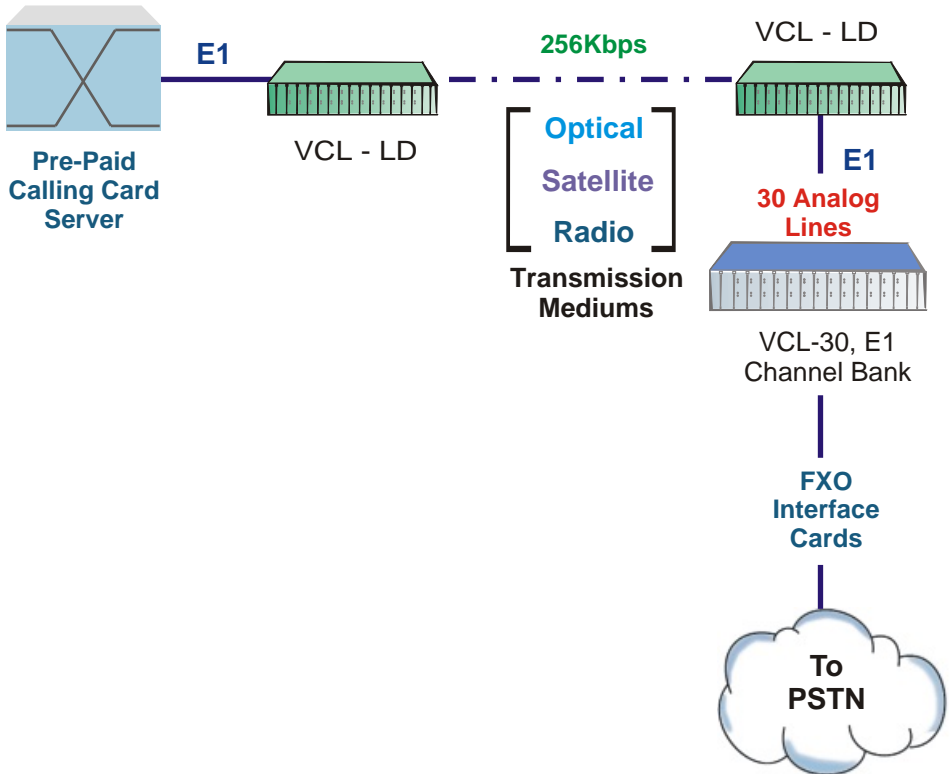 E1
256Kbps
VCL - LD
VCL - LD
Pre-Paid
Calling Card
Server
Optical
Satellite
Radio
Transmission
Mediums
E1
30 Analog
Lines
VCL-30, E1
Channel Bank
FXO
Interface
Cards
To
PSTN